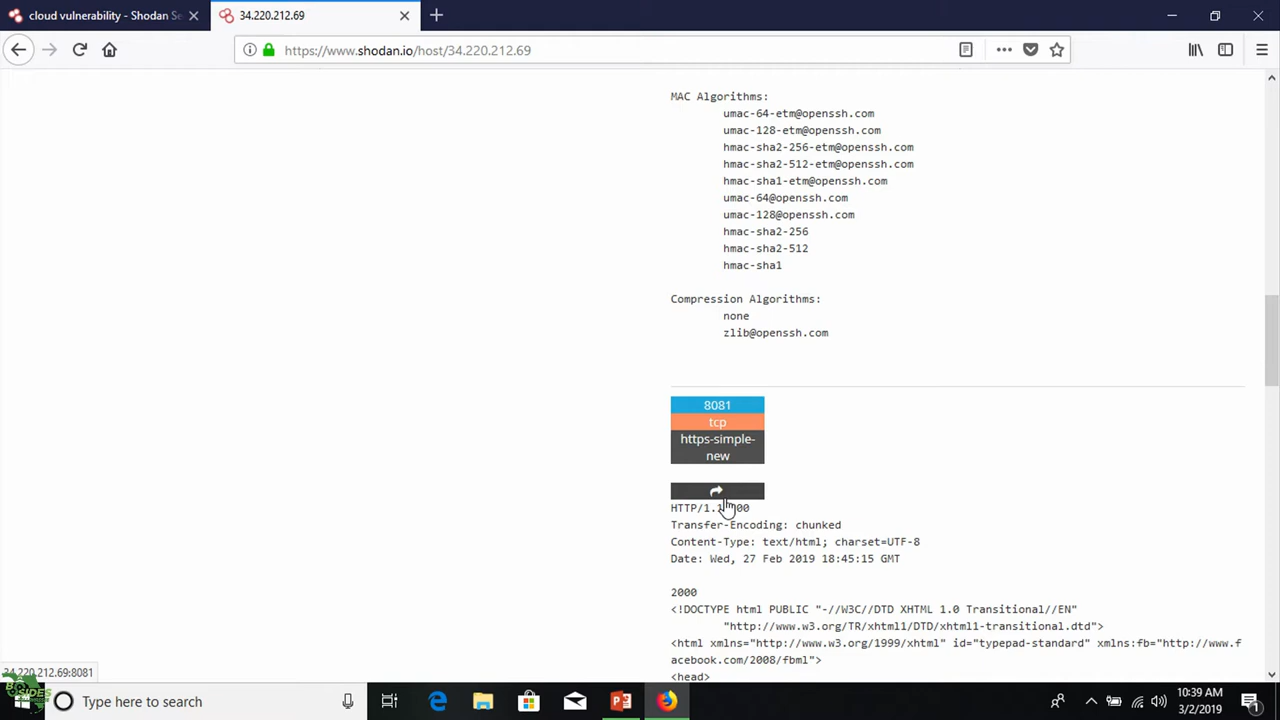 cloud vulnerability - Shodan Se
34.220.212.69
https://www.shodan.io/host/34.220.212.69
MAC Algorithms:
umac-64-etm@openssh.com
umac-128-etm@openssh.com
hmac-sha2-256-etm@openssh.com
hmac-sha2-512-etm@openssh.com
hmac-sha1-etm@openssh.com
umac-64@openssh.com
umac-128@openssh.com
hmac-sha2-256
hmac-sha2-512
hmac-sha1
Compression Algorithms:
none
zlib@openssh.com
8081
tcp
https-simple-
new
HTTP/1.1 200
Transfer-Encoding: chunked
Content-Type: text/html; charset=UTF-8
Date: Wed, 27 Feb 2019 18:45:15 GMT
2000
<!DOCTYPE html PUBLIC "-//W3C//DTD XHTML 1.0 Transitional//EN"
"http://www.w3.org/TR/xhtml1/DTD/xhtml1-transitional.dtd">
<html xmlns="http://www.w3.org/1999/xhtml" id="typepad-standard" xmlns:fb="http://www.f
acebook.com/2008/fbml">
<head>
34.220.212.69:8081
BSIDES
Type here to search
10:39 AM
3/2/2019
1